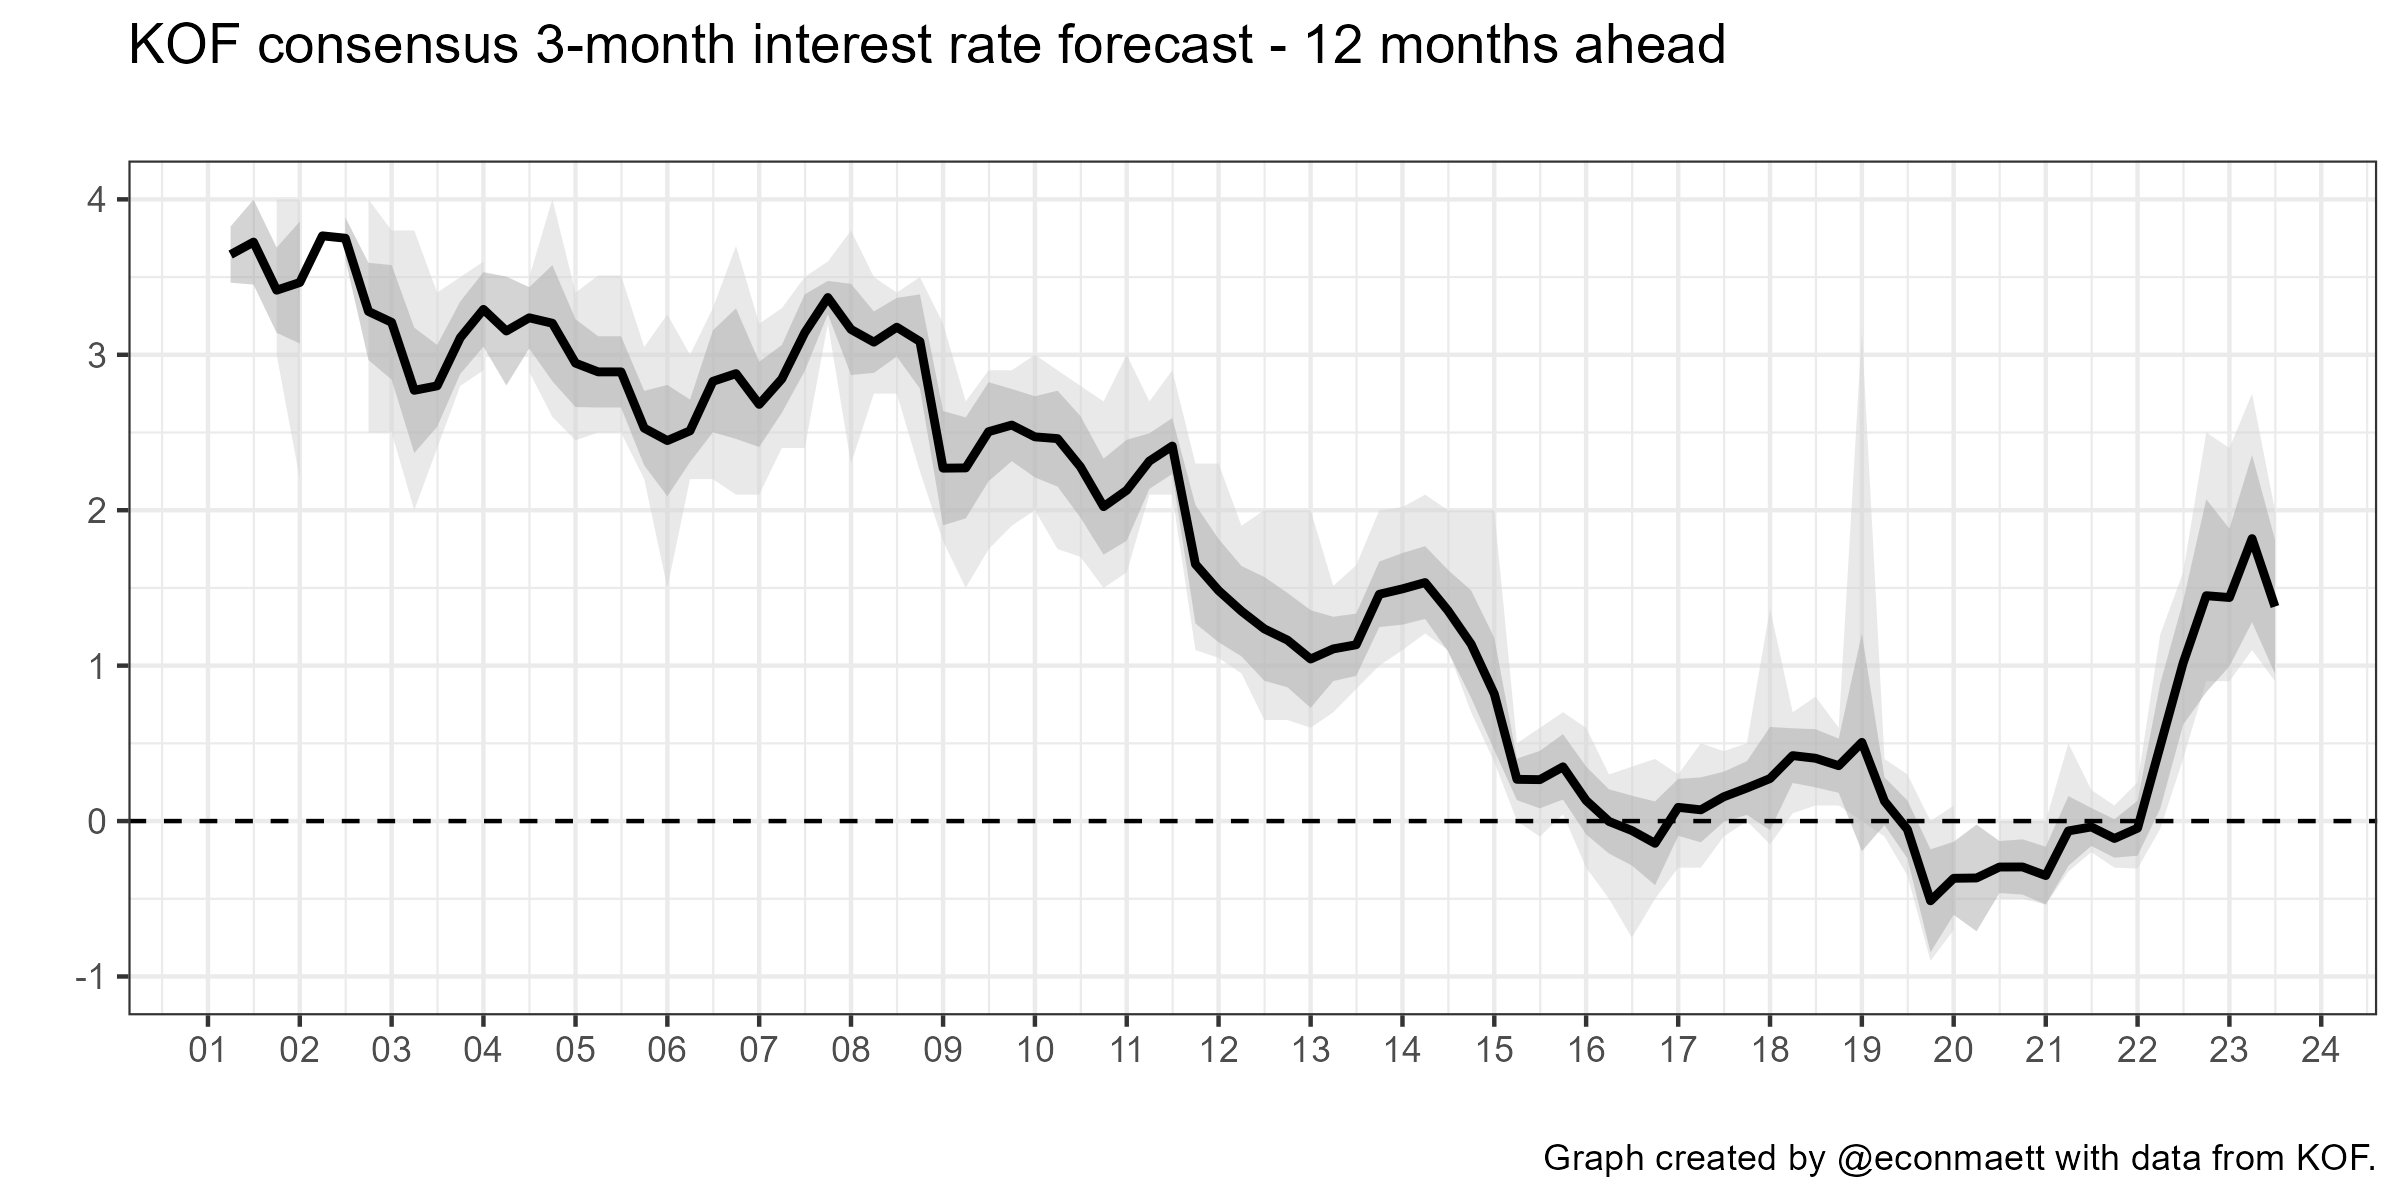 KOF consensus 3-month interest rate forecast - 12 months ahead
4
3
2
1
0
-1
01 02 03 04 05 06 07 08 09 10 11 12 13 14 15 16 17 18 19 20 21 22 23 24
Graph created by @econmaett with data from KOF.